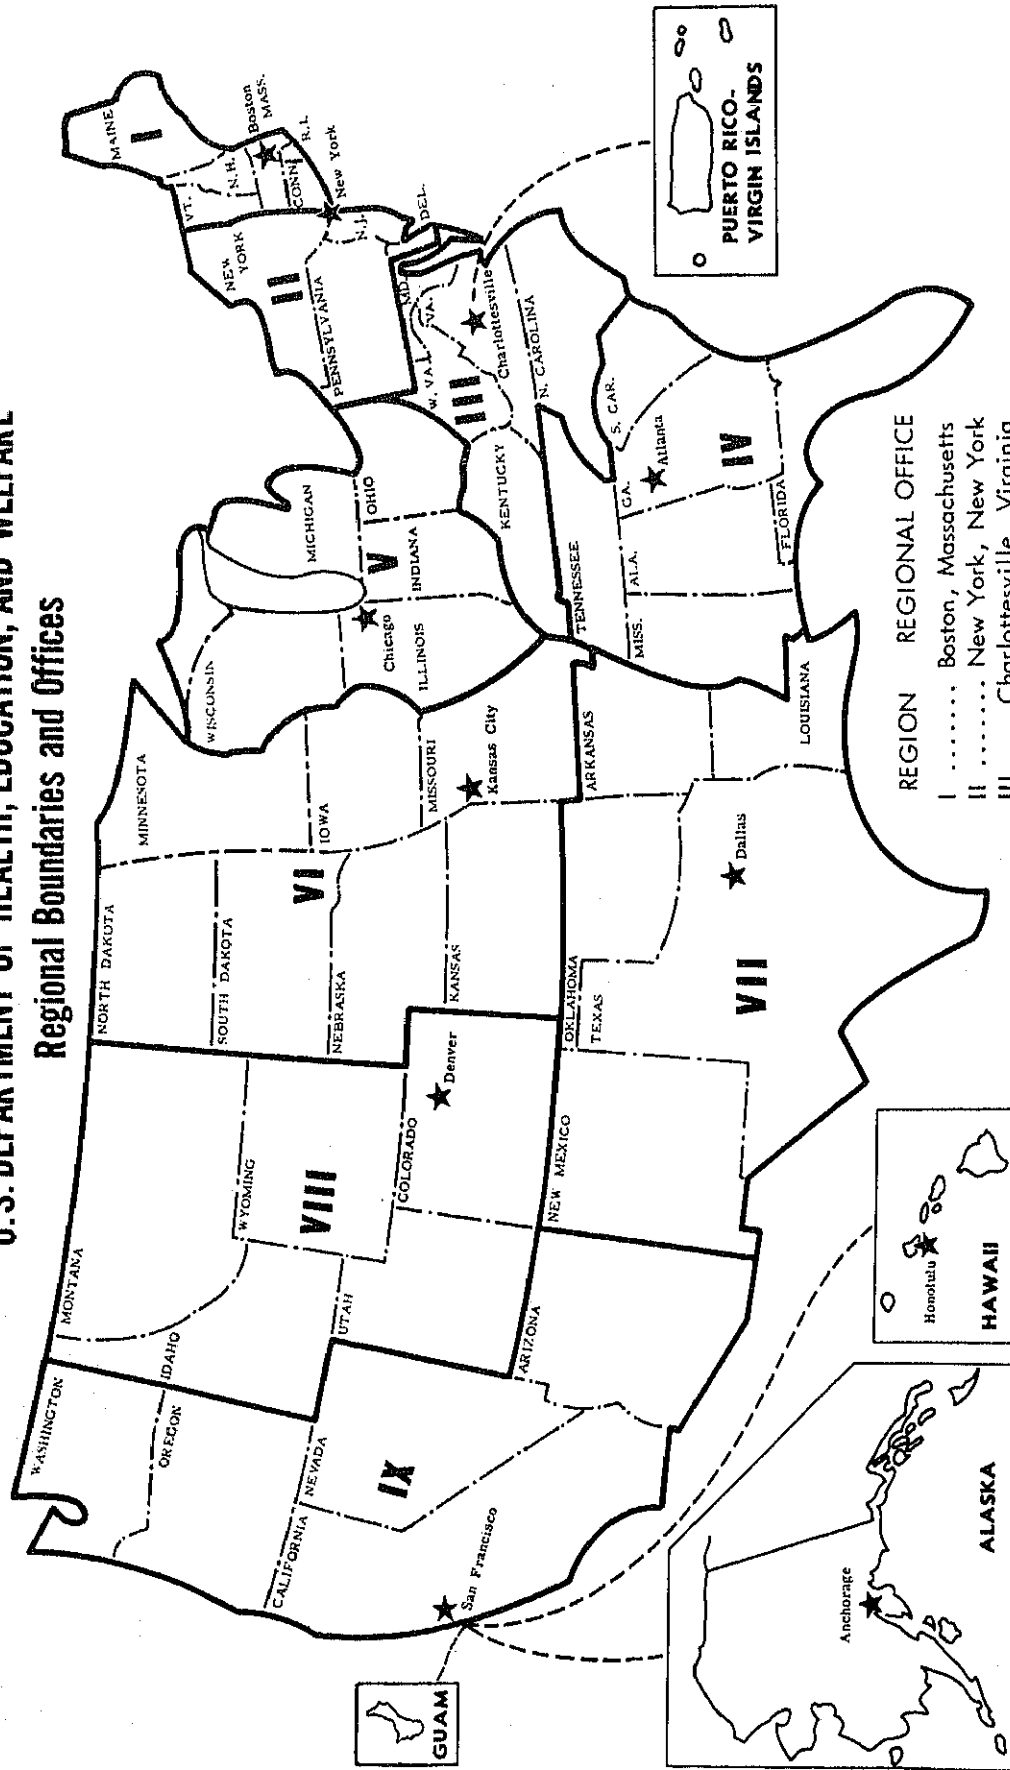 U.S. DEPARTMENT OF HEALTH, EDUCATION, AND WELFARE
Regional Boundaries and Offices
WASHINGTON
OREGON
IDAHO
MONTANA
WYOMING
NORTH DAKOTA
SOUTH DAKOTA
NEBRASKA
MINNESOTA
IOWA
WISCONSIN
MICHIGAN
ILLINOIS
INDIANA
OHIO
Chicago
V
VI
VIII
CALIFORNIA
NEVADA
UTAH
COLORADO
Denver
KANSAS
MISSOURI
Kansas City
IX
San Francisco
ARIZONA
NEW MEXICO
OKLAHOMA
TEXAS
ARKANSAS
LOUISIANA
Dallas
VII
MAINE
I
VT.
N.H.
Boston
MASS.
R.I.
CONN.
NEW
YORK
New York
II
PENNSYLVANIA
N.J.
MD.
DEL.
W. VA.
VA.
III
Charlottesville
KENTUCKY
N. CAROLINA
TENNESSEE
S. CAR.
MISS.
ALA.
GA.
Atlanta
IV
FLORIDA
GUAM
Anchorage
ALASKA
Honolulu
HAWAII
PUERTO RICO-
VIRGIN ISLANDS
REGION REGIONAL OFFICE
I ....... Boston, Massachusetts
II ....... New York, New York
III Charlottesville, Virginia